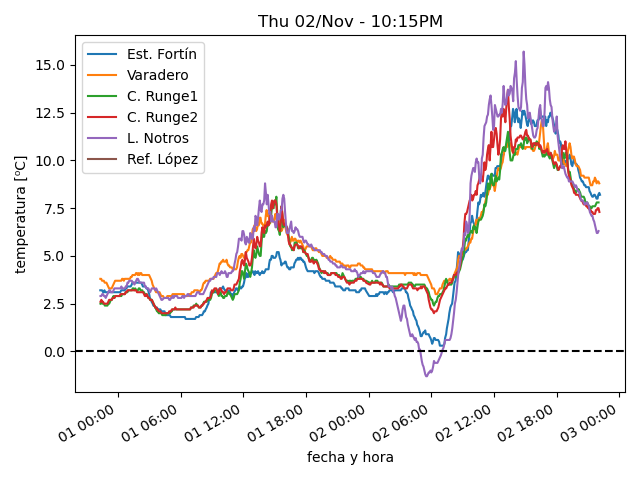 Thu 02/Nov - 10:15PM
Est. Fortín
Varadero
C. Runge1
C. Runge2
L. Notros
Ref. López
temperatura [ºC]
15.0
12.5
10.0
7.5
5.0
2.5
0.0
01 00:00
01 06:00
01 12:00
01 18:00
02 00:00
02 06:00
02 12:00
02 18:00
03 00:00
fecha y hora